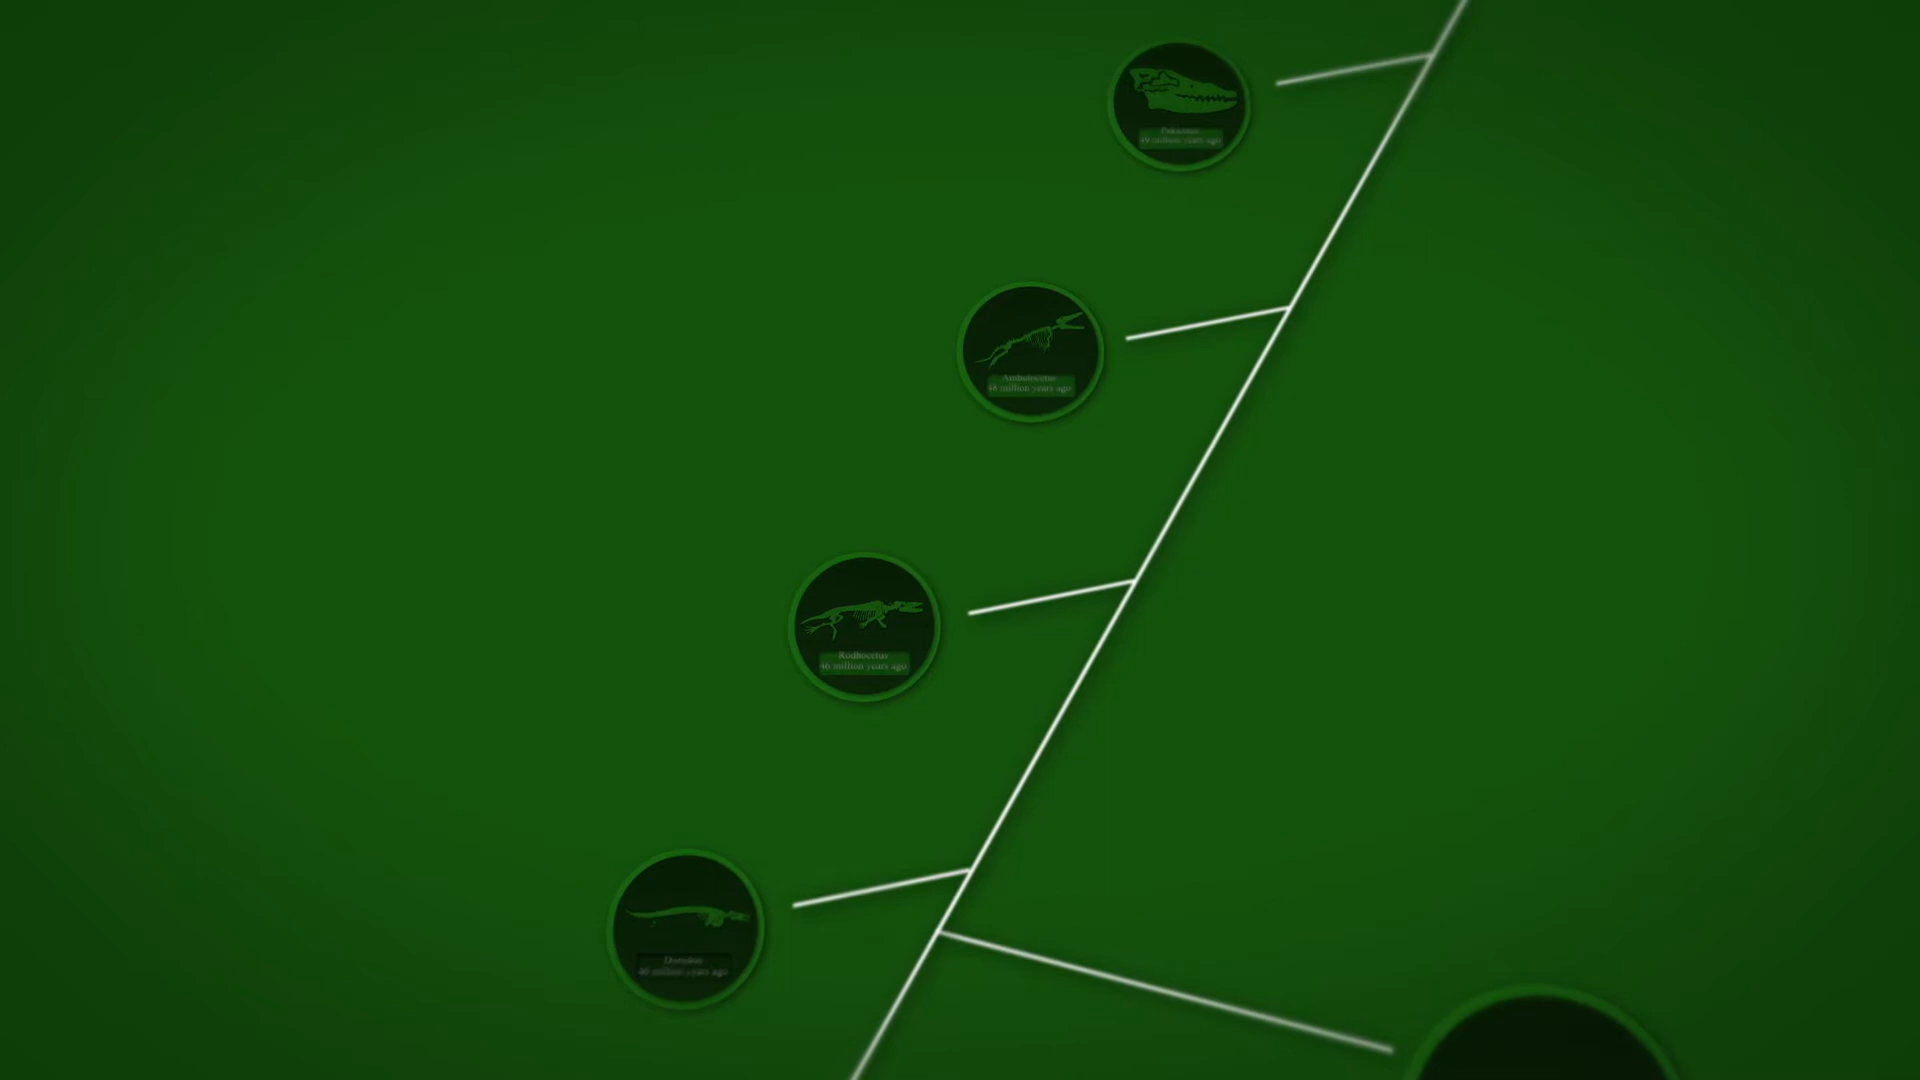 Pakicetus
49 million years ago
Ambulocetus
48 million years ago
Rodhocetus
46 million years ago
Dorudon
40 million years ago